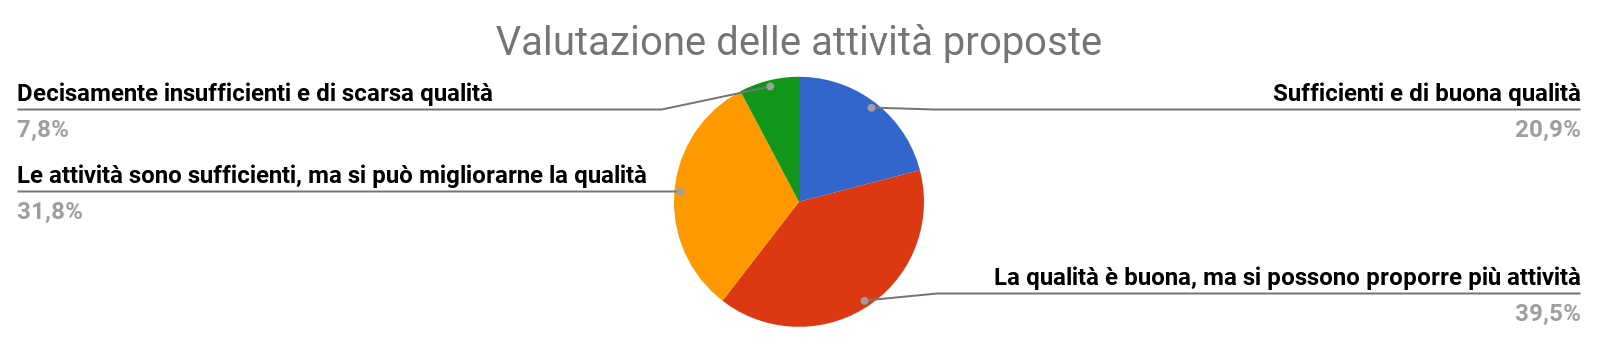 Valutazione delle attività proposte
Decisamente insufficienti e di scarsa qualità
7,8%
Le attività sono sufficienti, ma si può migliorarne la qualità
31,8%
Sufficienti e di buona qualità
20,9%
La qualità è buona, ma si possono proporre più attività
39,5%